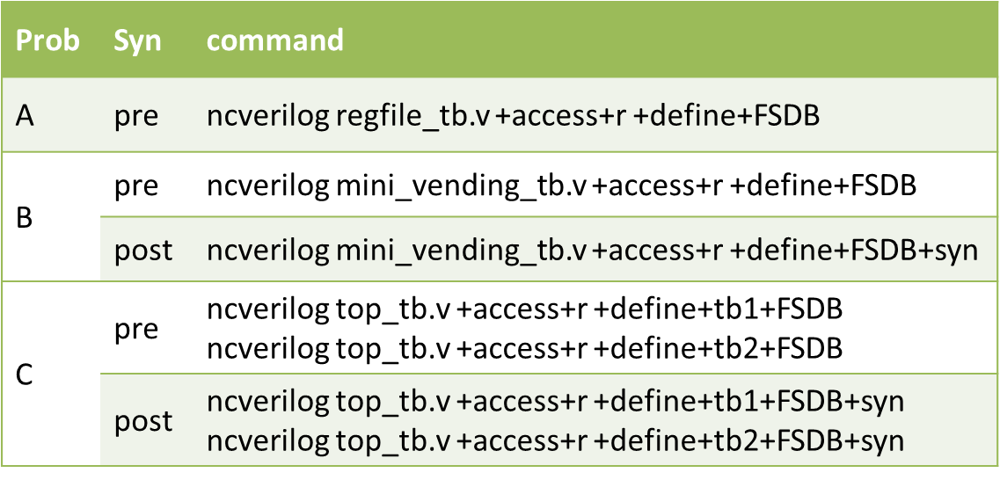 Prob Syn command
A pre ncverilog regfile_tb.v +access+r +define+FSDB
B
pre ncverilog mini_vending_tb.v +access+r +define+FSDB
post ncverilog mini_vending_tb.v +access+r +define+FSDB+syn
C
pre
ncverilog top_tb.v +access+r +define+tb1+FSDB
ncverilog top_tb.v +access+r +define+tb2+FSDB
post
ncverilog top_tb.v +access+r +define+tb1+FSDB+syn
ncverilog top_tb.v +access+r +define+tb2+FSDB+syn